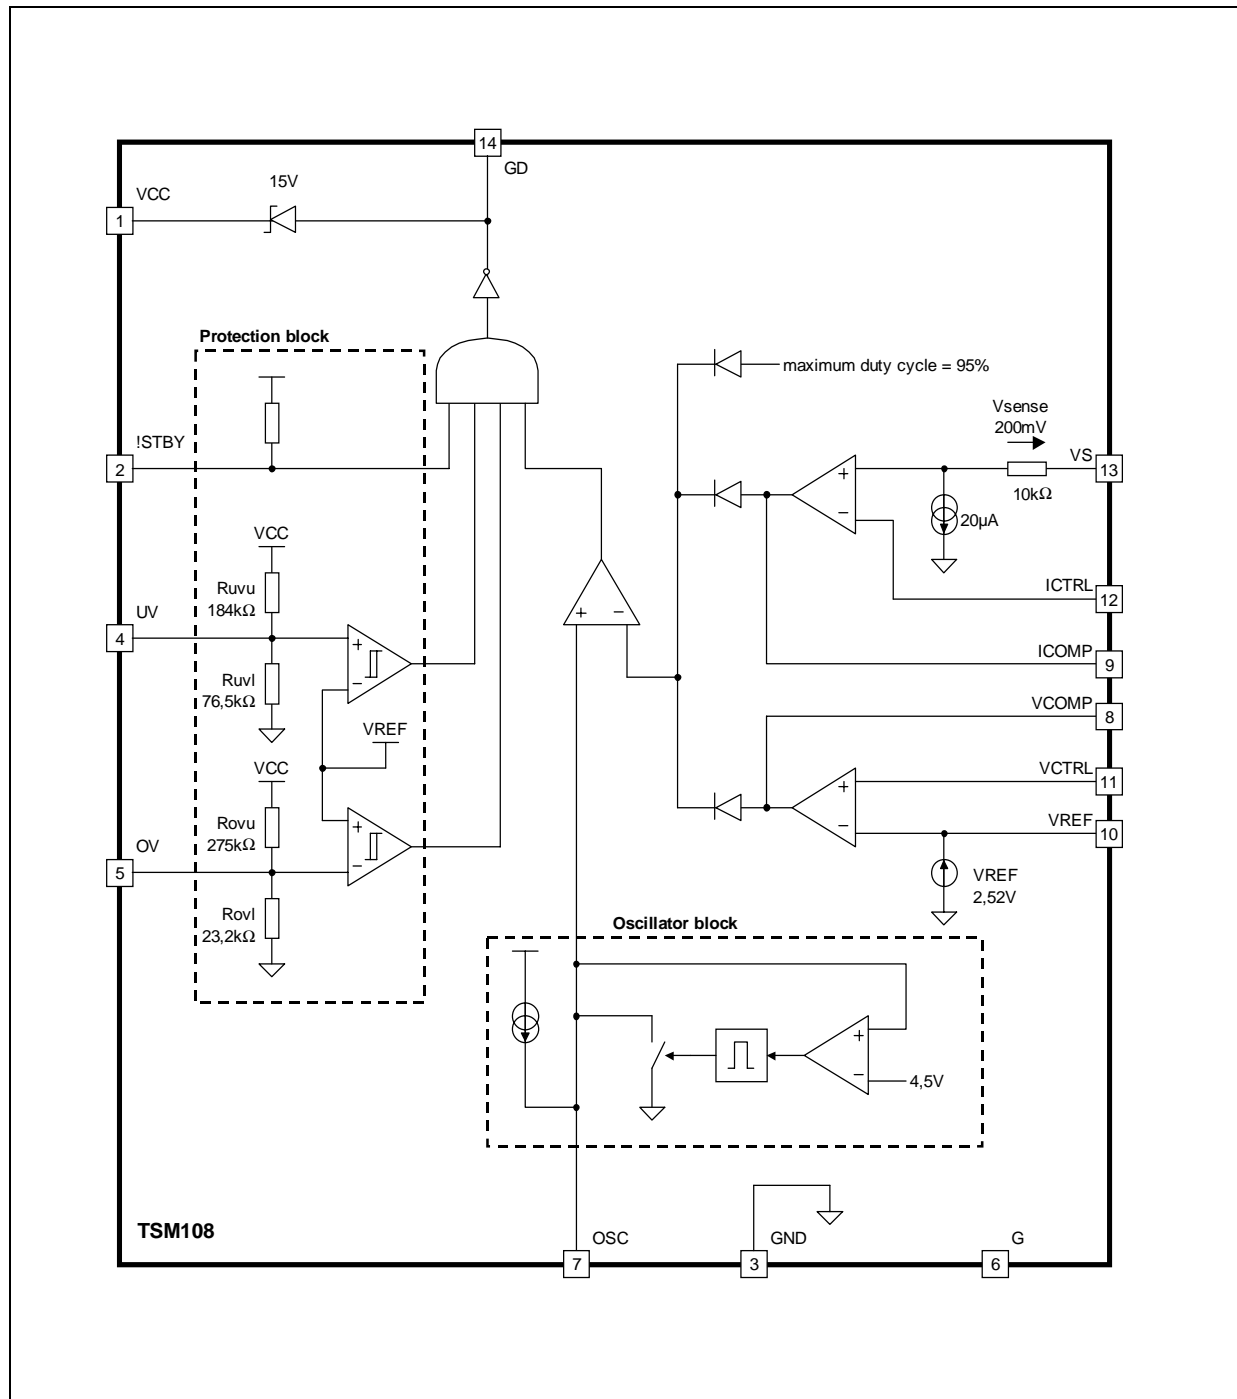 14
GD
15V
VCC
1
Protection block
maximum duty cycle = 95%
Vsense
200mV
!STBY
VS
2
13
+
−
10kΩ
20µA
VCC
Ruvu
184kΩ
ICTRL
12
UV
4
+
−
+
−
Ruvl
76,5kΩ
ICOMP
9
VCOMP
8
VREF
VCC
VCTRL
11
+
−
Rovu
275kΩ
VREF
10
OV
+
−
5
VREF
2,52V
Rovl
23,2kΩ
Oscillator block
+
−
4,5V
TSM108
OSC
GND
G
7
3
6